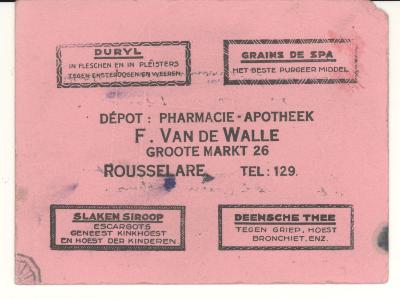 DURYL
IN FLESCHEN EN IN PLEISTERS
TEGEN EKSTEROOGEN EN WEEREN.
GRAINS DE SPA
HET BESTE PURGEER MIDDEL
DÉPOT: PHARMACIE-APOTHEEK
F. VAN DE WALLE
GROOTE MARKT 26
ROUSSELARE. TEL: 129.
SLAKEN SIROOP
ESCARGOTS
GENEEST KINKHOEST
EN HOEST DER KINDEREN
DEENSCHE THEE
TEGEN GRIEP, HOEST
BRONCHIET, ENZ.